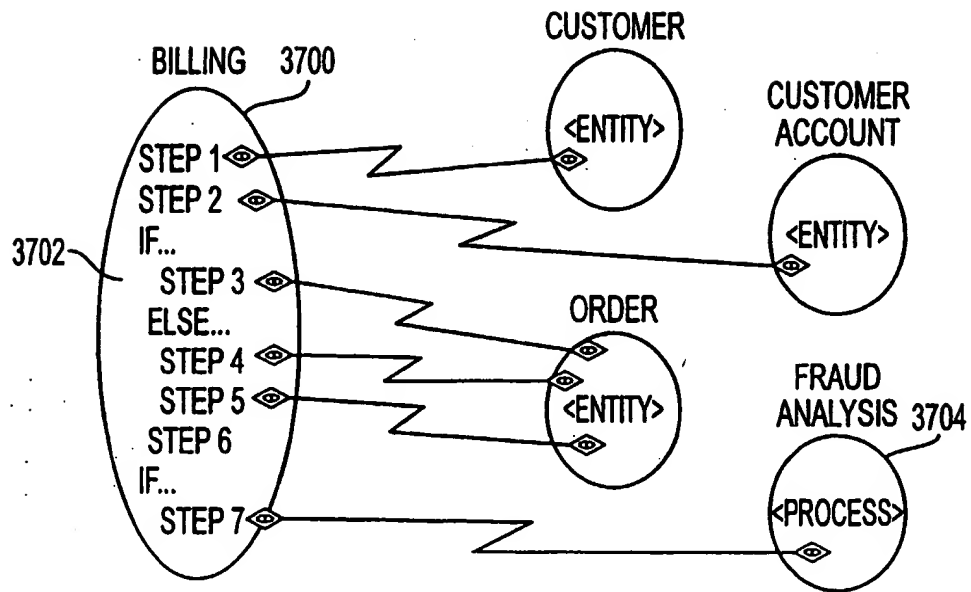 BILLING
3700
STEP 1
STEP 2
IF...
3702
STEP 3
ELSE...
STEP 4
STEP 5
STEP 6
IF...
STEP 7
CUSTOMER
<ENTITY>
CUSTOMER
ACCOUNT
<ENTITY>
ORDER
<ENTITY>
FRAUD
ANALYSIS
3704
<PROCESS>